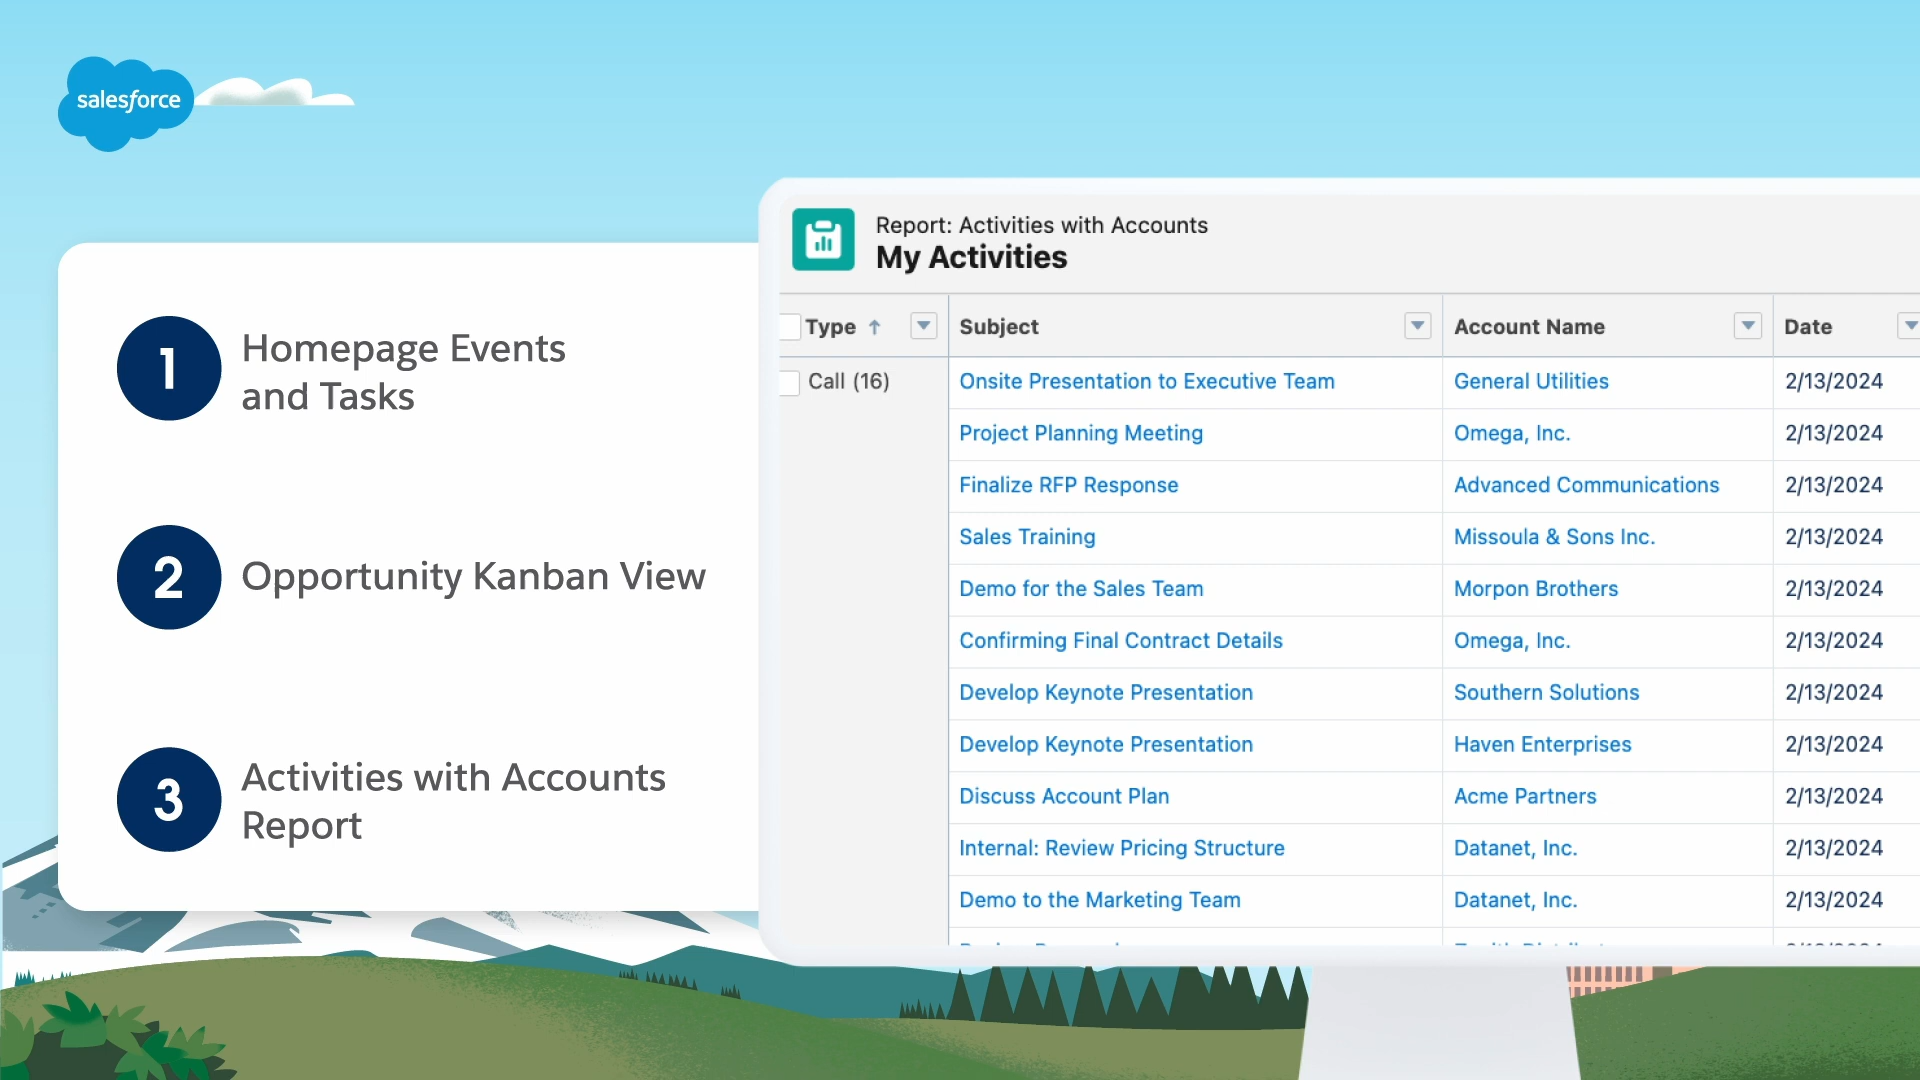 salesforce
1
Homepage Events
and Tasks
2
Opportunity Kanban View
3
Activities with Accounts
Report
Report: Activities with Accounts
My Activities
Type ↑ Subject Account Name Date
Call (16) Onsite Presentation to Executive Team General Utilities 2/13/2024
Project Planning Meeting Omega, Inc. 2/13/2024
Finalize RFP Response Advanced Communications 2/13/2024
Sales Training Missoula & Sons Inc. 2/13/2024
Demo for the Sales Team Morpon Brothers 2/13/2024
Confirming Final Contract Details Omega, Inc. 2/13/2024
Develop Keynote Presentation Southern Solutions 2/13/2024
Develop Keynote Presentation Haven Enterprises 2/13/2024
Discuss Account Plan Acme Partners 2/13/2024
Internal: Review Pricing Structure Datanet, Inc. 2/13/2024
Demo to the Marketing Team Datanet, Inc. 2/13/2024